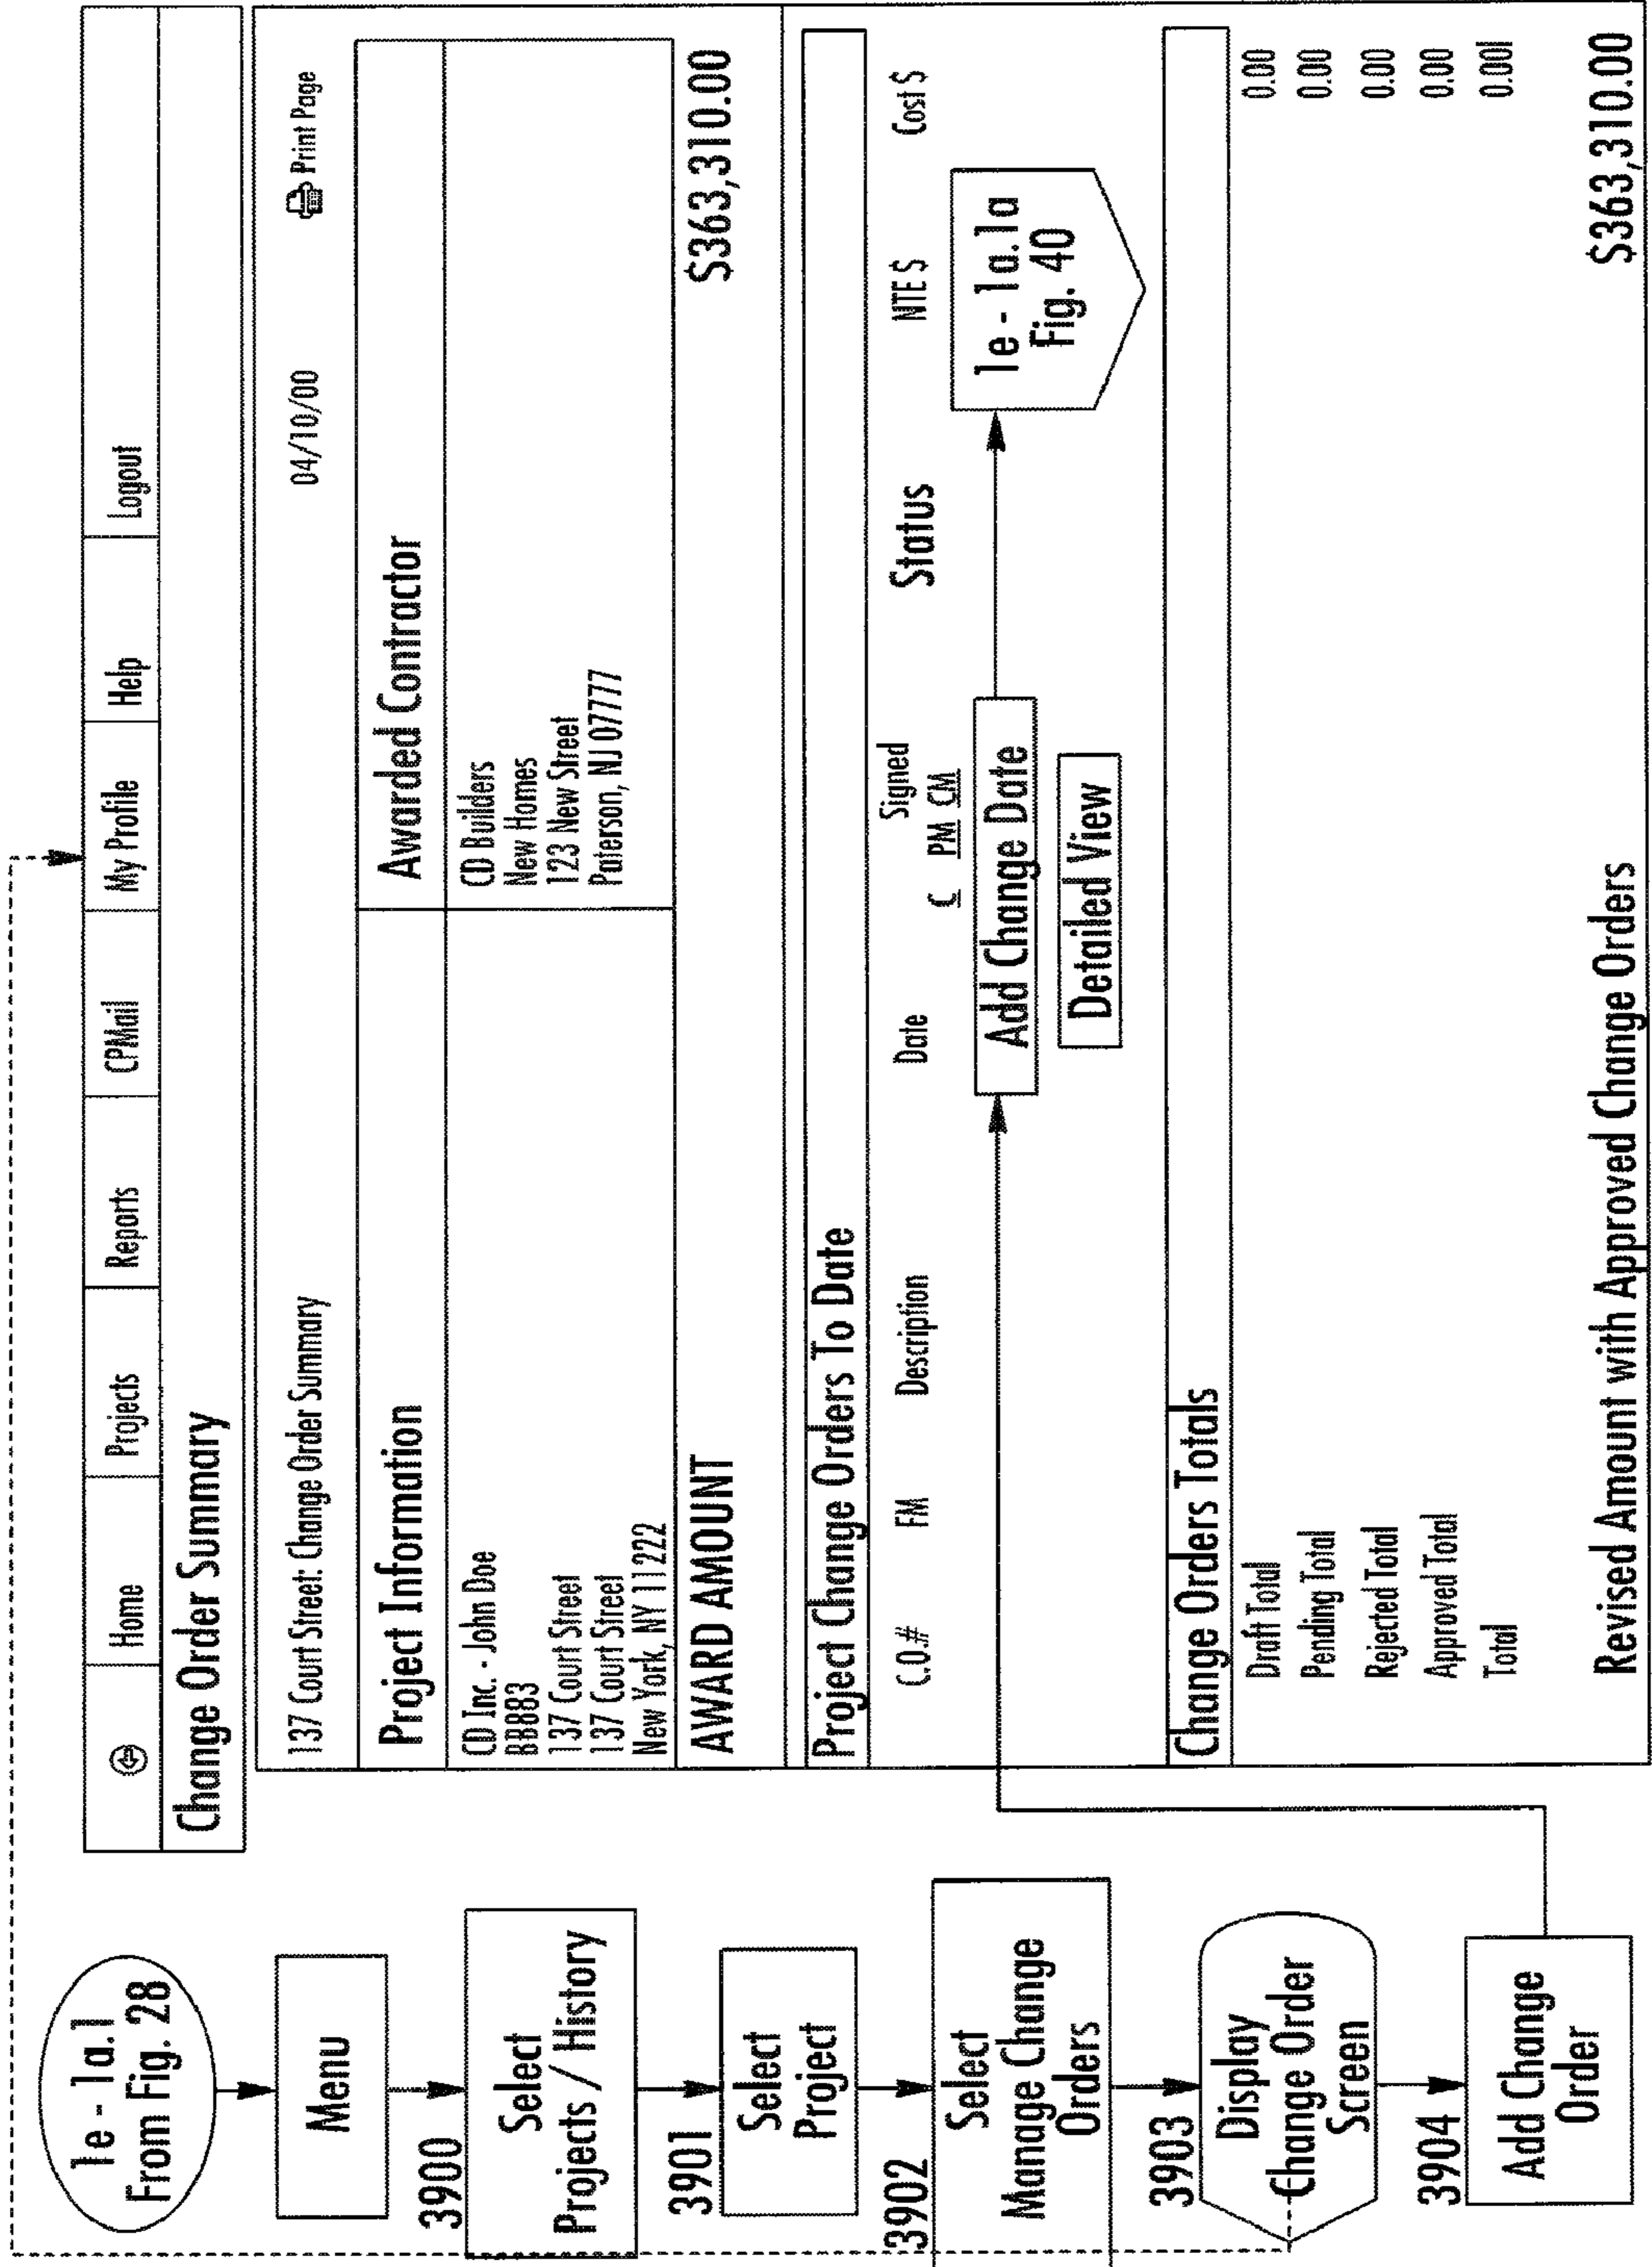 1e - 1a.1
From Fig. 28
Menu
3900
Select
Projects / History
3901
Select
Project
3902
Select
Manage Change
Orders
3903
Display
Change Order
Screen
3904
Add Change
Order
Home Projects Reports CPMail My Profile Help Logout
Change Order Summary
137 Court Street: Change Order Summary 04/10/00 Print Page
Project Information Awarded Contractor
CD Inc. - John Doe
BB883
137 Court Street
137 Court Street
New York, NY 11222
CD Builders
New Homes
123 New Street
Paterson, NJ 07777
AWARD AMOUNT $363,310.00
Project Change Orders To Date
Signed
C.O.# FM Description Date C PM CM Status NTE $ Cost $
Add Change Date
Detailed View
1e - 1a.1a
Fig. 40
Change Orders Totals
Draft Total 0.00
Pending Total 0.00
Rejected Total 0.00
Approved Total 0.00
Total 0.00l
Revised Amount with Approved Change Orders $363,310.00